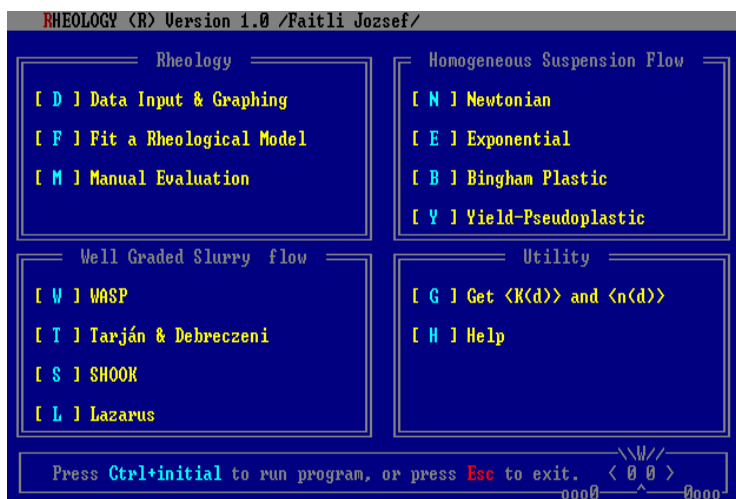 RHEOLOGY (R) Version 1.0 /Faitli Jozsef/
Rheology
[ D ] Data Input & Graphing
[ F ] Fit a Rheological Model
[ M ] Manual Evaluation
Homogeneous Suspension Flow
[ N ] Newtonian
[ E ] Exponential
[ B ] Bingham Plastic
[ Y ] Yield-Pseudoplastic
Well Graded Slurry flow
[ W ] WASP
[ T ] Tarján & Debreczeni
[ S ] SHOOK
[ L ] Lazarus
Utility
[ G ] Get <K(d)> and <n(d)>
[ H ] Help
\\W//
Press Ctrl+initial to run program, or press Esc to exit. < 0 0 >
ooo0 ^ 0ooo